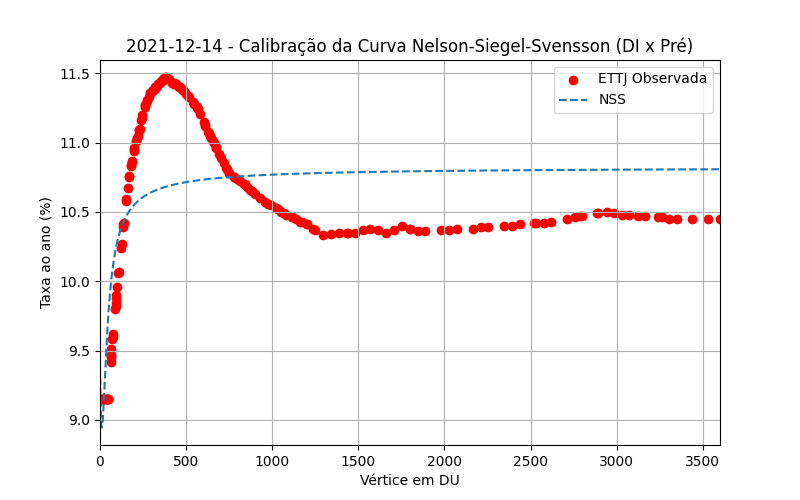 2021-12-14 - Calibração da Curva Nelson-Siegel-Svensson (DI x Pré)
ETTJ Observada
NSS
Taxa ao ano (%)
11.5
11.0
10.5
10.0
9.5
9.0
0 500 1000 1500 2000 2500 3000 3500
Vértice em DU